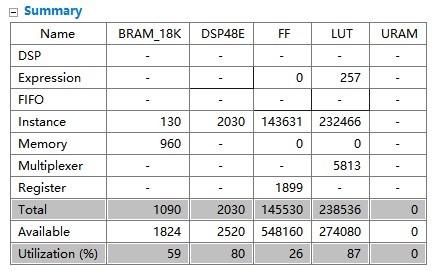 Summary
Name BRAM_18K DSP48E FF LUT URAM
DSP - - - - -
Expression - - 0 257 -
FIFO - - - - -
Instance 130 2030 143631 232466 -
Memory 960 - 0 0 -
Multiplexer - - - 5813 -
Register - - 1899 - -
Total 1090 2030 145530 238536 0
Available 1824 2520 548160 274080 0
Utilization (%) 59 80 26 87 0